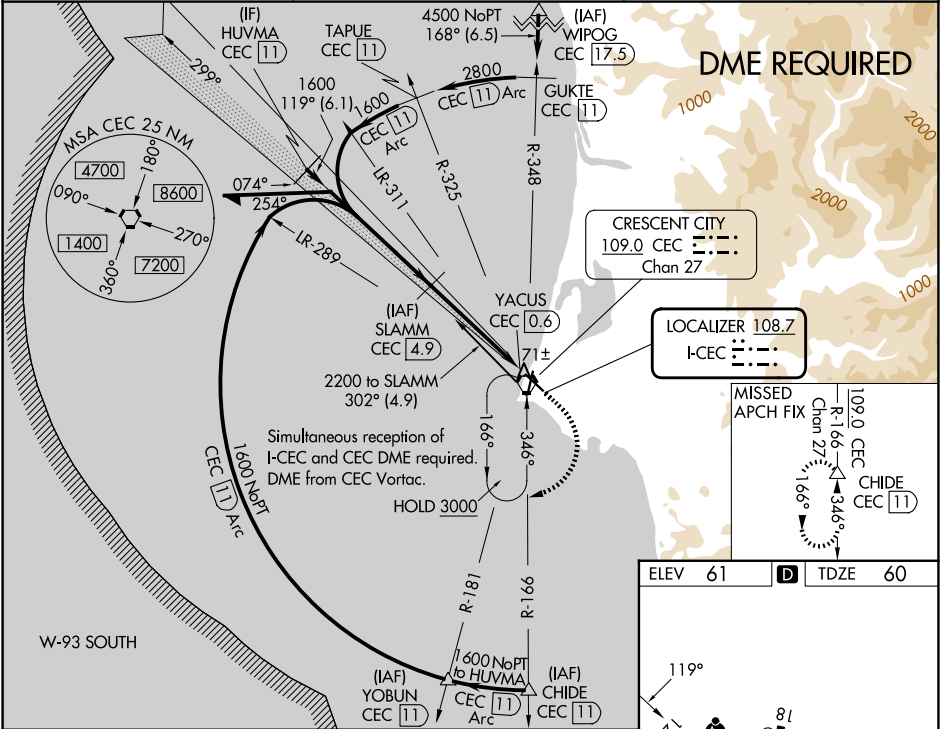 (IF)
HUVMA
CEC 11
TAPUE
CEC 11
4500 NoPT
168° (6.5)
(IAF)
WIPOG
CEC 17.5
DME REQUIRED
299°
1600
119° (6.1)
2800
CEC 11 Arc
GUKTE
CEC 11
1600
CEC 11
Arc
1000
2000
MSA CEC 25 NM
4700
180°
8600
090°
270°
1400
7200
360°
074°
254°
LR-311
R-325
R-348
2000
LR-289
CRESCENT CITY
109.0 CEC
Chan 27
1000
(IAF)
SLAMM
CEC 4.9
YACUS
CEC 0.6
LOCALIZER 108.7
I-CEC
71±
2200 to SLAMM
302° (4.9)
MISSED
APCH FIX
109.0 CEC
R-166
Chan 27
CHIDE
CEC 11
166°
346°
166°
346°
Simultaneous reception of
I-CEC and CEC DME required.
DME from CEC Vortac.
HOLD 3000
1600 NoPT
CEC 11 Arc
R-181
R-166
ELEV 61
D
TDZE 60
W-93 SOUTH
1600 NoPT
to HUVMA
CEC 11
Arc
(IAF)
YOBUN
CEC 11
(IAF)
CHIDE
CEC 11
119°
18